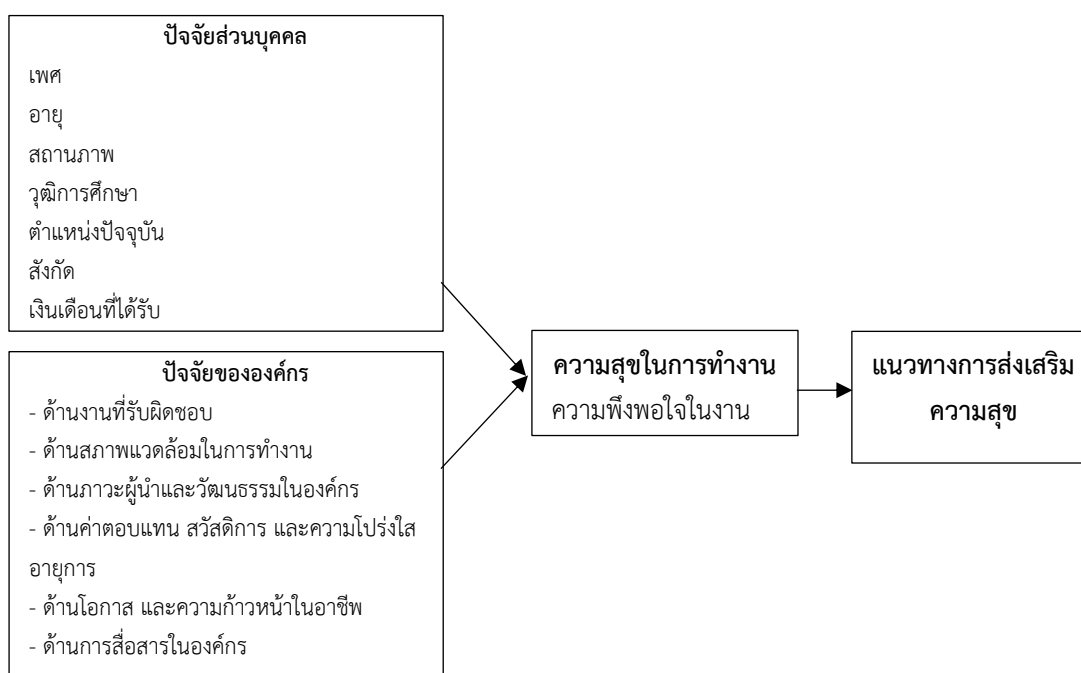 ปัจจัยส่วนบุคคล
เพศ
อายุ
สถานภาพ
วุฒิการศึกษา
ตำแหน่งปัจจุบัน
สังกัด
เงินเดือนที่ได้รับ
ปัจจัยขององค์กร
- ด้านงานที่รับผิดชอบ
- ด้านสภาพแวดล้อมในการทำงาน
- ด้านภาวะผู้นำและวัฒนธรรมในองค์กร
- ด้านค่าตอบแทน สวัสดิการ และความโปร่งใส
อายุการ
- ด้านโอกาส และความก้าวหน้าในอาชีพ
- ด้านการสื่อสารในองค์กร
ความสุขในการทำงาน
ความพึงพอใจในงาน
แนวทางการส่งเสริม
ความสุข